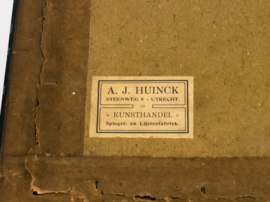 A. J. HUINCK
STEENWEG 9 - UTRECHT.
KUNSTHANDEL
Spiegel- en Lijstenfabriek.